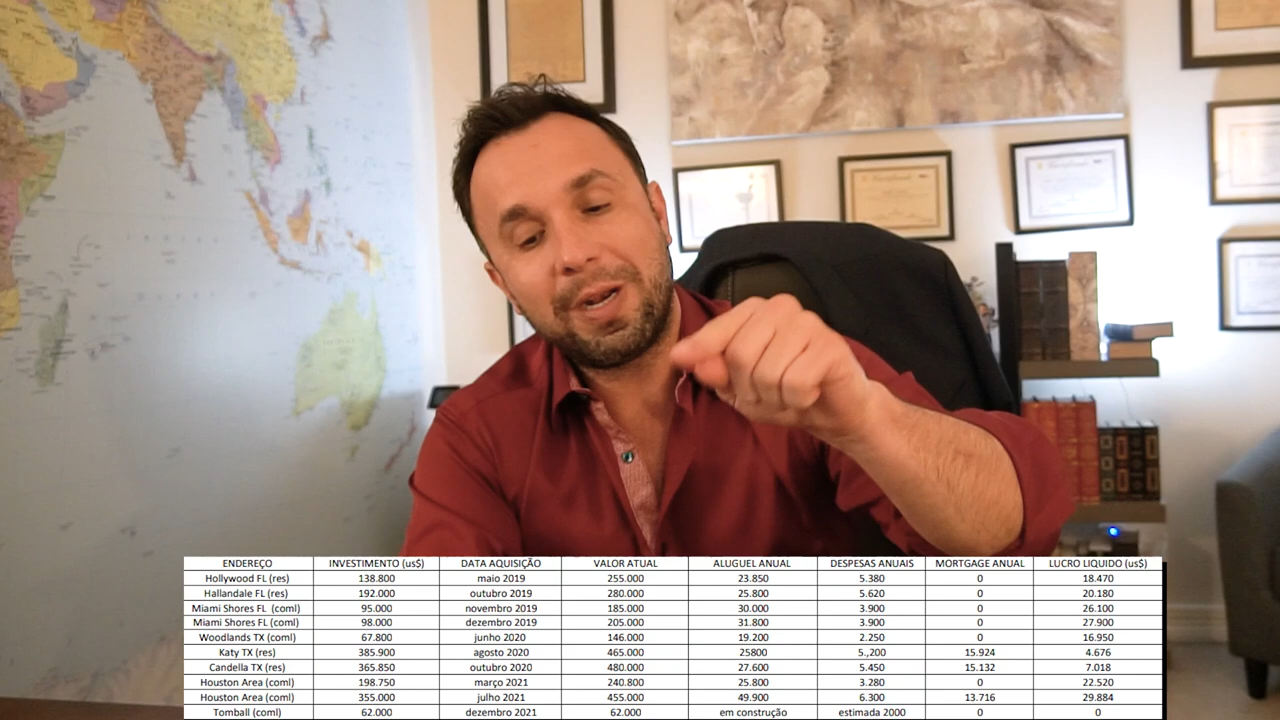 ENDEREÇO INVESTIMENTO (us$) DATA AQUISIÇÃO VALOR ATUAL ALUGUEL ANUAL DESPESAS ANUAIS MORTGAGE ANUAL LUCRO LIQUIDO (us$)
Hollywood FL (res) 138.800 maio 2019 255.000 23.850 5.380 0 18.470
Hallandale FL (res) 192.000 outubro 2019 280.000 25.800 5.620 0 20.180
Miami Shores FL (coml) 95.000 novembro 2019 185.000 30.000 3.900 0 26.100
Miami Shores FL (coml) 98.000 dezembro 2019 205.000 31.800 3.900 0 27.900
Woodlands TX (coml) 67.800 junho 2020 146.000 19.200 2.250 0 16.950
Katy TX (res) 385.900 agosto 2020 465.000 25800 5.,200 15.924 4.676
Candella TX (res) 365.850 outubro 2020 480.000 27.600 5.450 15.132 7.018
Houston Area (coml) 198.750 março 2021 240.800 25.800 3.280 0 22.520
Houston Area (coml) 355.000 julho 2021 455.000 49.900 6.300 13.716 29.884
Tomball (coml) 62.000 dezembro 2021 62.000 em construção estimada 2000 0 0